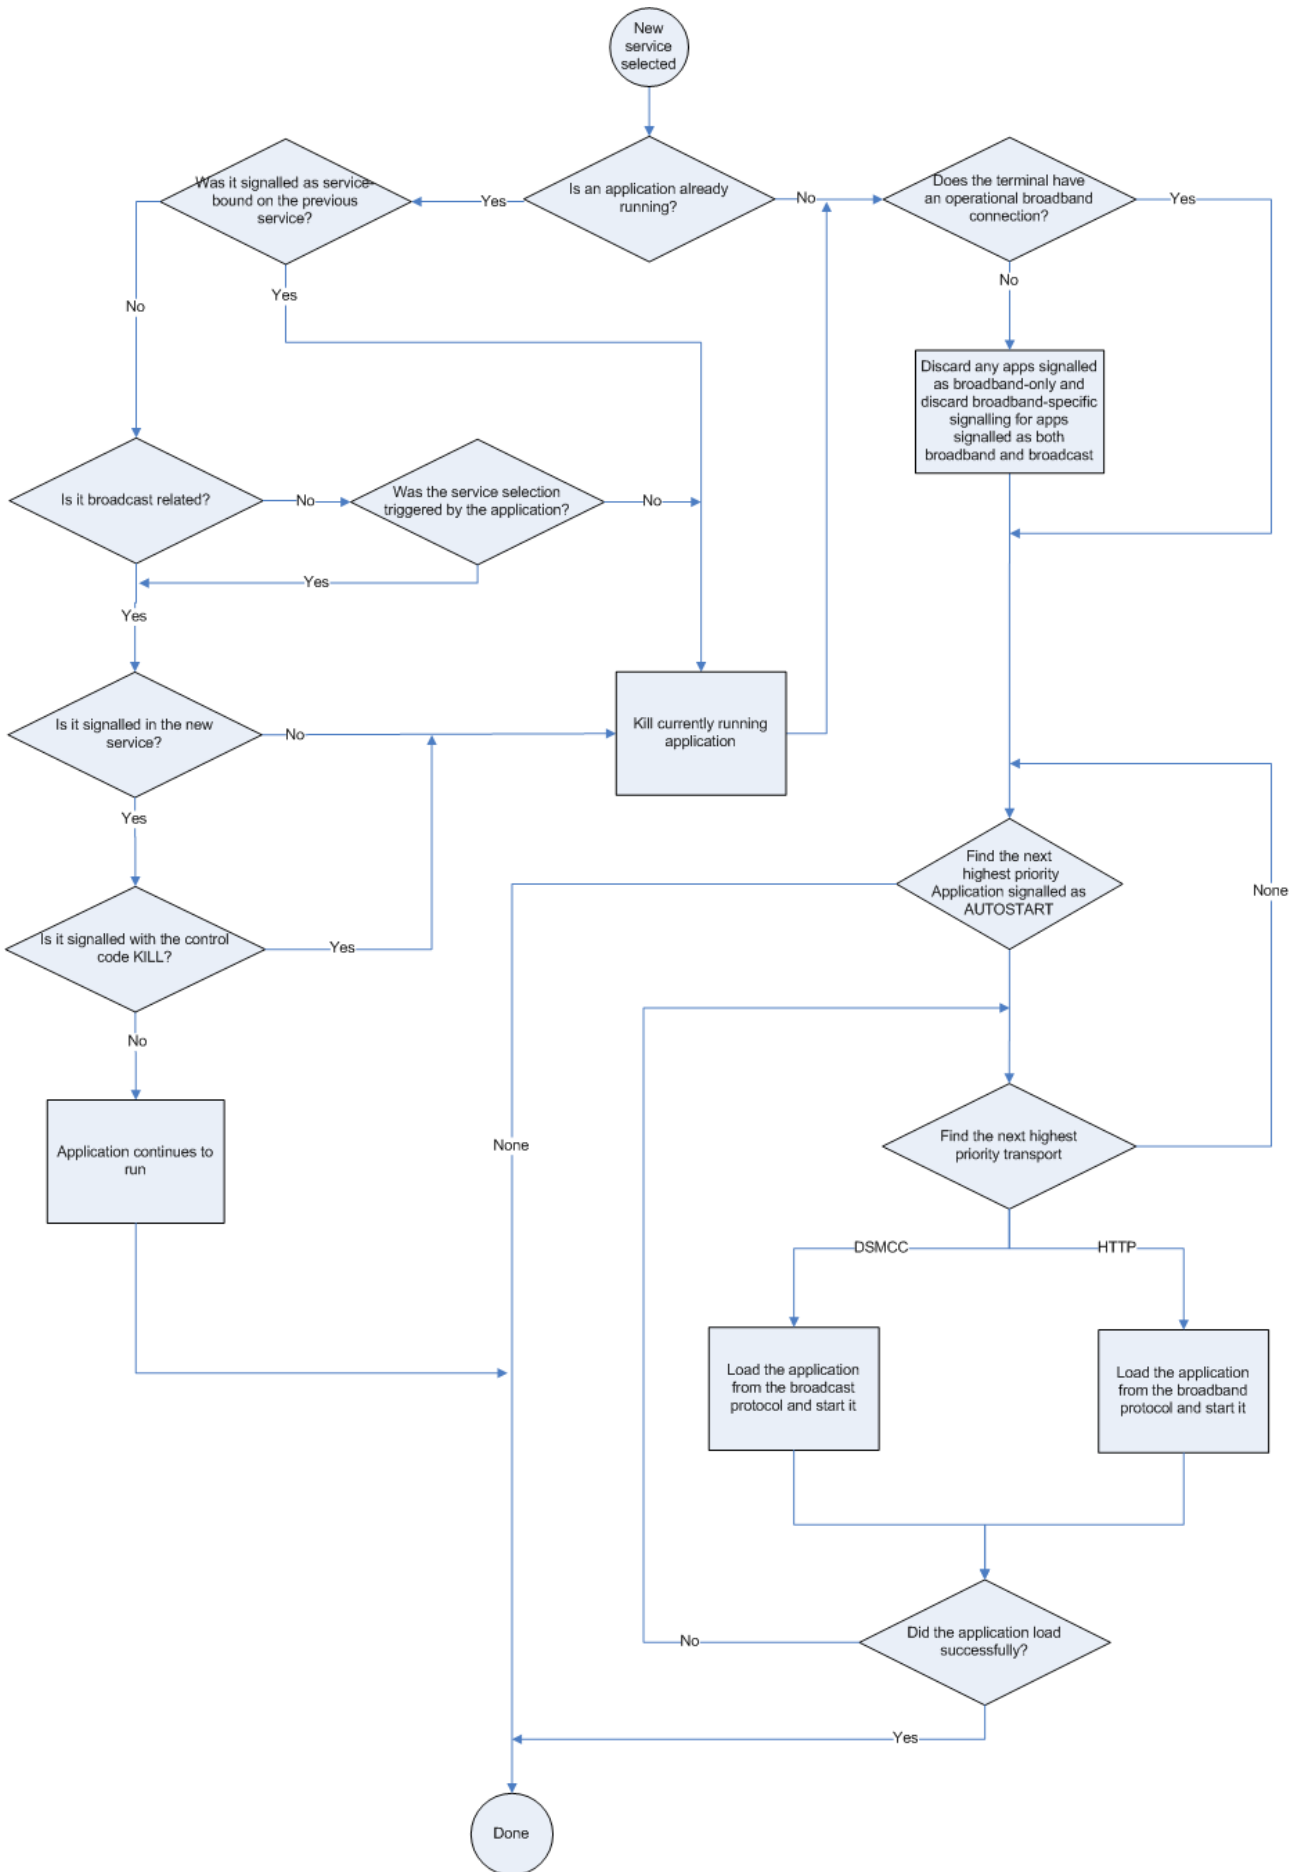 New
service
selected
Was it signalled as service-
bound on the previous
service?
Yes
Is an application already
running?
No
Does the terminal have
an operational broadband
connection?
Yes
No
Yes
No
Discard any apps signalled
as broadband-only and
discard broadband-specific
signalling for apps
signalled as both
broadband and broadcast
Is it broadcast related?
No
Was the service selection
triggered by the application?
No
Yes
Yes
Is it signalled in the new
service?
No
Kill currently running
application
Yes
Find the next
highest priority
Application signalled as
AUTOSTART
None
Is it signalled with the control
code KILL?
Yes
No
Application continues to
run
None
Find the next highest
priority transport
DSMCC
HTTP
Load the application
from the broadcast
protocol and start it
Load the application
from the broadband
protocol and start it
Did the application load
successfully?
No
Yes
Done